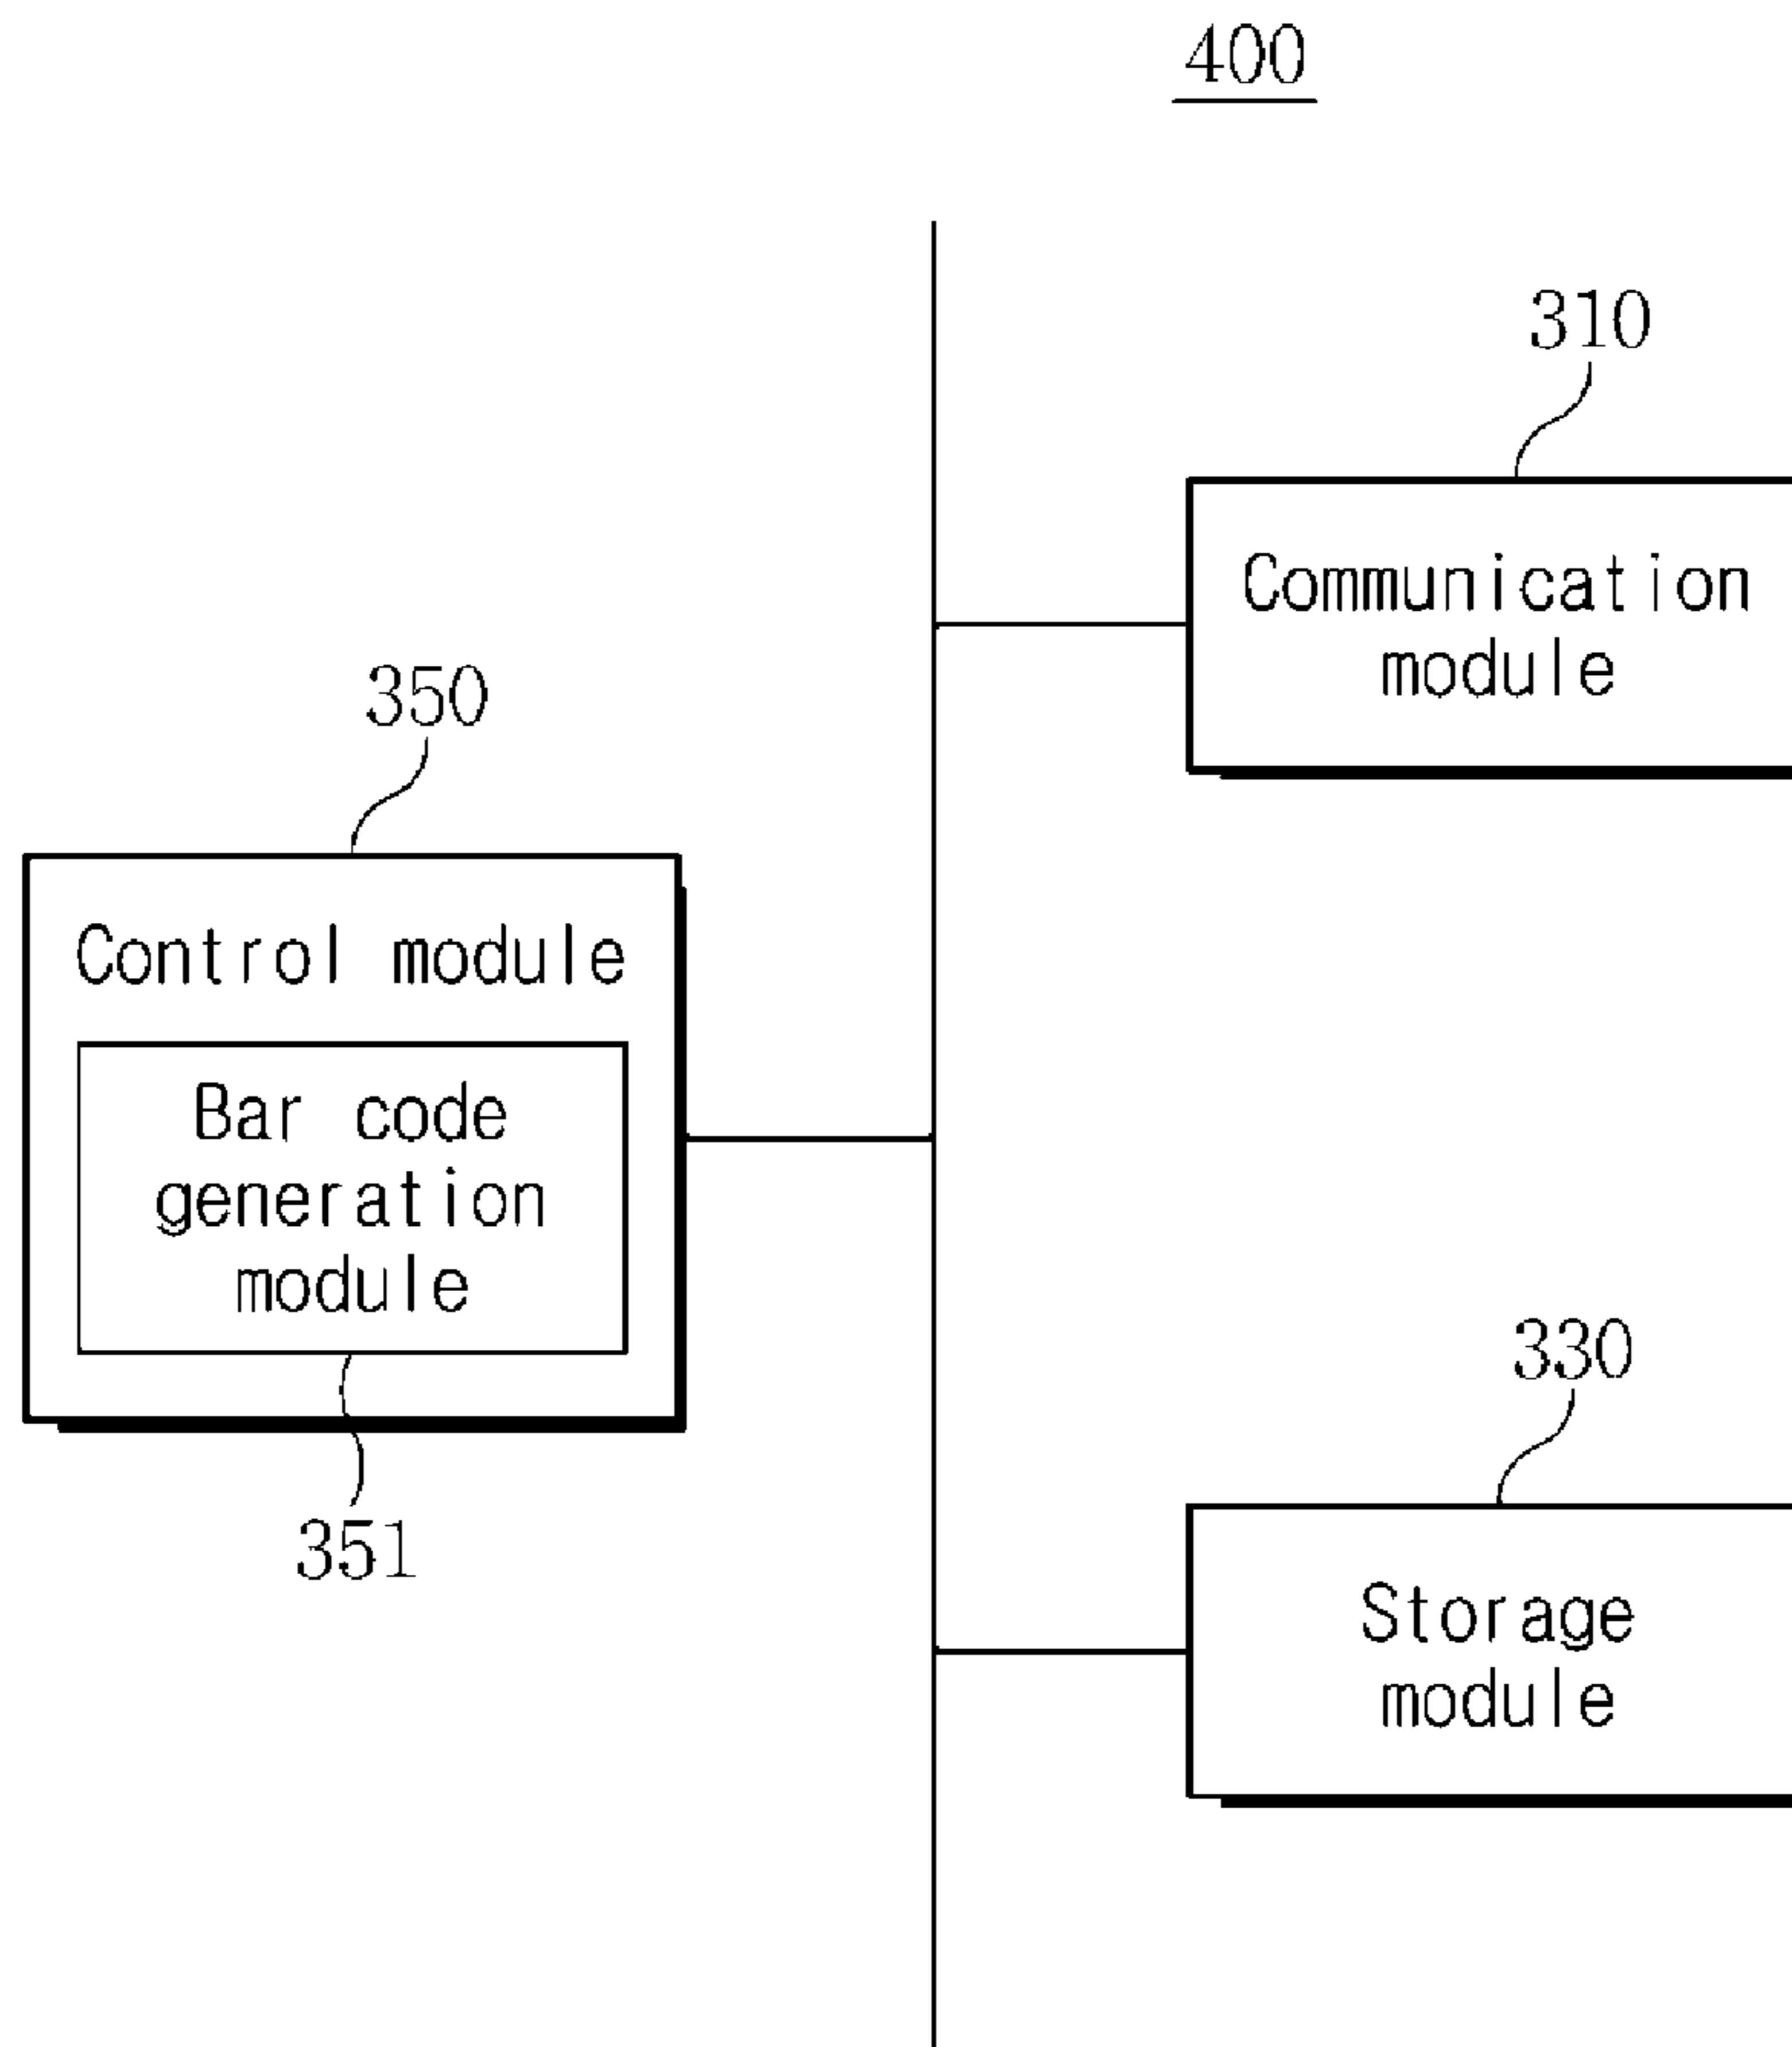 400
310
Communication
module
350
Control module
Bar code
generation
module
351
330
Storage
module